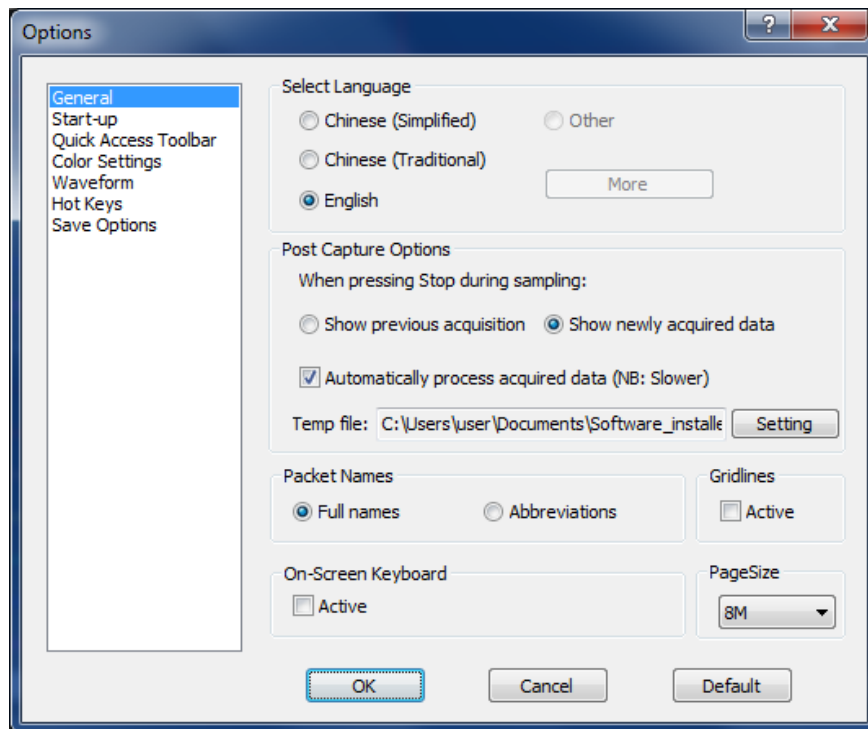 Options
?
General
Start-up
Quick Access Toolbar
Color Settings
Waveform
Hot Keys
Save Options
Select Language
Chinese (Simplified)
Other
Chinese (Traditional)
More
English
Post Capture Options
When pressing Stop during sampling:
Show previous acquisition
Show newly acquired data
Automatically process acquired data (NB: Slower)
Temp file: C:\Users\user\Documents\Software_installe
Setting
Packet Names
Full names
Abbreviations
Gridlines
Active
On-Screen Keyboard
Active
PageSize
8M
OK
Cancel
Default